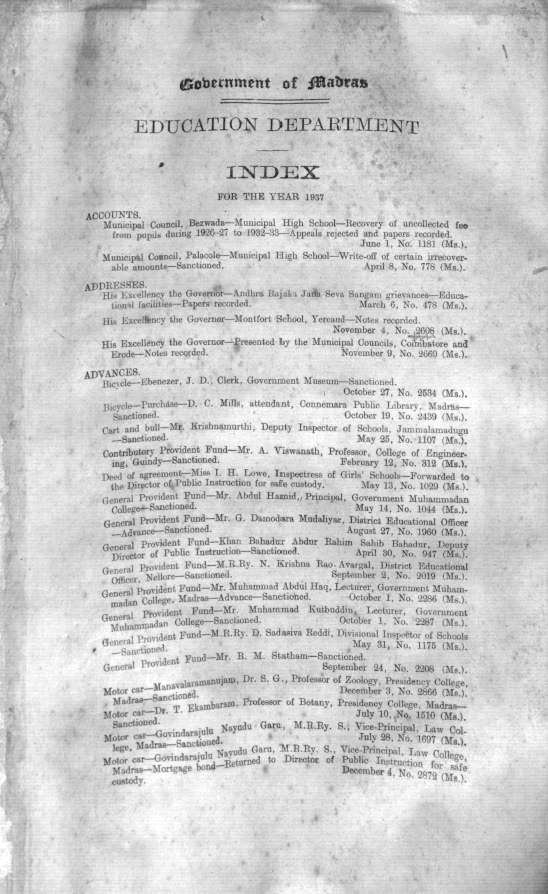 Government of Madras
EDUCATION DEPARTMENT
INDEX
FOR THE YEAR 1937
ACCOUNTS.
Municipal Council, Bezwada—Municipal High School—Recovery of uncollected fee
from pupils during 1926-27 to 1932-33—Appeals rejected and papers recorded.
June 1, No. 1181 (Ms.).
Municipal Council, Palacole—Municipal High School—Write-off of certain irrecover-
able amounts—Sanctioned. April 8, No. 778 (Ms.).
ADDRESSES.
His Excellency the Governor—Andhra Rajaka Jana Seva Sangam grievances—Educa-
tional facilities—Papers recorded. March 6, No. 478 (Ms.).
His Excellency the Governor—Montfort School, Yercaud—Notes recorded.
November 4, No. 2608 (Ms.).
His Excellency the Governor—Presented by the Municipal Councils, Coimbatore and
Erode—Notes recorded. November 9, No. 2669 (Ms.).
ADVANCES.
Bicycle—Ebenezer, J. D., Clerk, Government Museum—Sanctioned.
October 27, No. 2534 (Ms.).
Bicycle—Purchase—D. C. Mills, attendant, Connemara Public Library, Madras—
Sanctioned. October 19, No. 2439 (Ms.).
Cart and bull—Mr. Krishnamurthi, Deputy Inspector of Schools, Jammalamadugu
—Sanctioned. May 25, No. 1107 (Ms.).
Contributory Provident Fund—Mr. A. Viswanath, Professor, College of Engineer-
ing, Guindy—Sanctioned. February 12, No. 312 (Ms.).
Deed of agreement—Miss I. H. Lowe, Inspectress of Girls' Schools—Forwarded to
the Director of Public Instruction for safe custody. May 13, No. 1029 (Ms.).
General Provident Fund—Mr. Abdul Hamid, Principal, Government Muhammadan
College—Sanctioned. May 14, No. 1044 (Ms.).
General Provident Fund—Mr. G. Damodara Mudaliyar, District Educational Officer
—Advance—Sanctioned. August 27, No. 1960 (Ms.).
General Provident Fund—Khan Bahadur Abdur Rahim Sahib Bahadur, Deputy
Director of Public Instruction—Sanctioned. April 30, No. 947 (Ms.).
General Provident Fund—M.R.Ry. N. Krishna Rao Avargal, District Educational
Officer, Nellore—Sanctioned. September 2, No. 2019 (Ms.).
General Provident Fund—Mr. Muhammad Abdul Haq, Lecturer, Government Muham-
madan College, Madras—Advance—Sanctioned. October 1, No. 2286 (Ms.).
General Provident Fund—Mr. Muhammad Kutbuddin, Lecturer, Government
Muhammadan College—Sanctioned. October 1, No. 2287 (Ms.).
General Provident Fund—M.R.Ry. D. Sadasiva Reddi, Divisional Inspector of Schools
—Sanctioned. May 31, No. 1175 (Ms.).
General Provident Fund—Mr. R. M. Statham—Sanctioned.
September 24, No. 2208 (Ms.).
Motor car—Manavalaramanujam, Dr. S. G., Professor of Zoology, Presidency College,
Madras—Sanctioned. December 3, No. 2866 (Ms.).
Motor car—Dr. T. Ekambaram, Professor of Botany, Presidency College, Madras—
Sanctioned. July 10, No. 1510 (Ms.).
Motor car—Govindarajulu Nayudu Garu, M.R.Ry. S., Vice-Principal, Law Col-
lege, Madras—Sanctioned. July 28, No. 1697 (Ms.).
Motor car—Govindarajulu Nayudu Garu, M.R.Ry. S., Vice-Principal, Law College,
Madras—Mortgage bond—Returned to Director of Public Instruction for safe
custody. December 4, No. 2872 (Ms.).